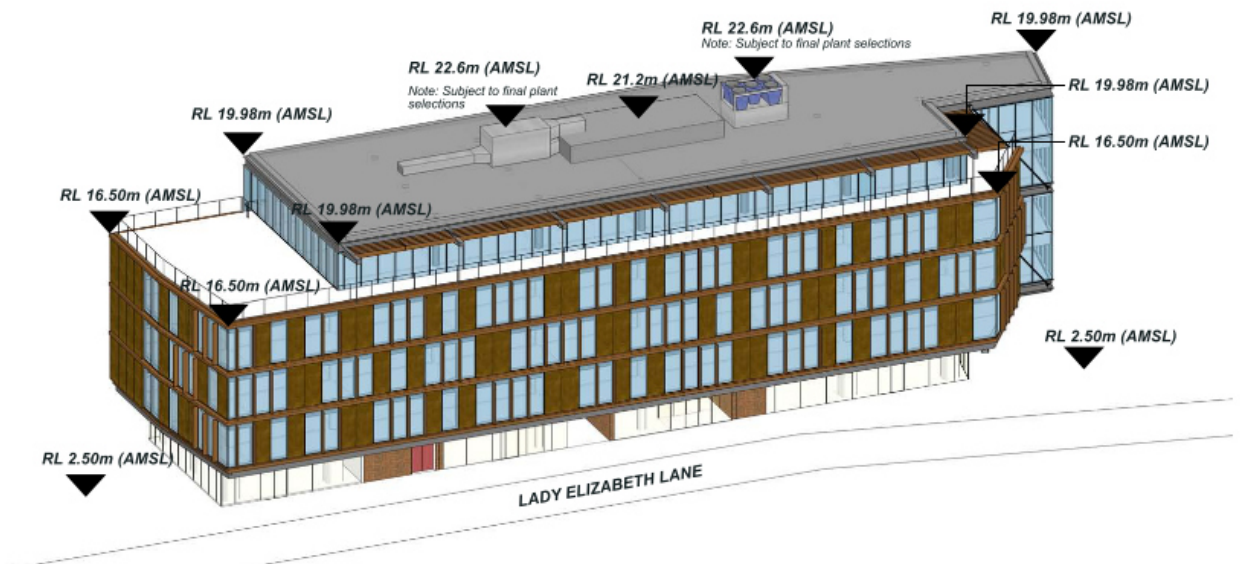 RL 19.98m (AMSL)
RL 22.6m (AMSL)
Note: Subject to final plant selections
RL 22.6m (AMSL)
Note: Subject to final plant
selections
RL 21.2m (AMSL)
RL 19.98m (AMSL)
RL 19.98m (AMSL)
RL 16.50m (AMSL)
RL 16.50m (AMSL)
RL 19.98m (AMSL)
RL 16.50m (AMSL)
RL 2.50m (AMSL)
RL 2.50m (AMSL)
LADY ELIZABETH LANE